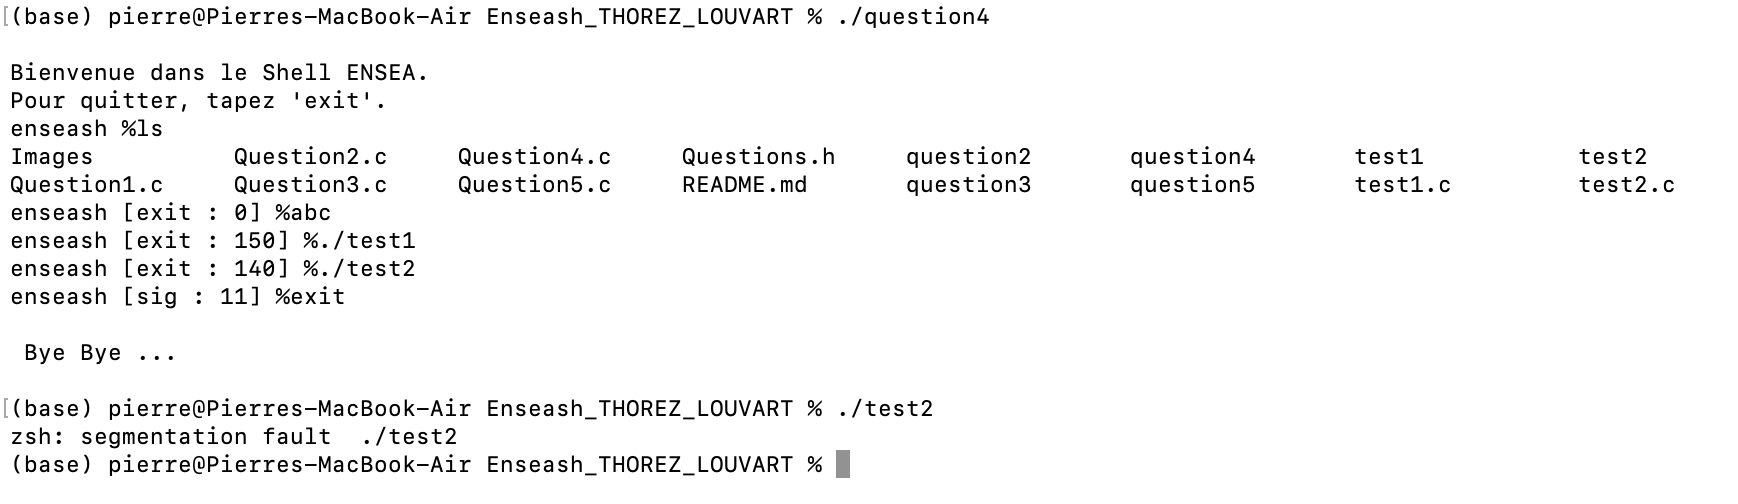 (base) pierre@Pierres-MacBook-Air Enseash_THOREZ_LOUVART % ./question4
Bienvenue dans le Shell ENSEA.
Pour quitter, tapez 'exit'.
enseash %ls
Images Question2.c Question4.c Questions.h question2 question4 test1 test2
Question1.c Question3.c Question5.c README.md question3 question5 test1.c test2.c
enseash [exit : 0] %abc
enseash [exit : 150] %./test1
enseash [exit : 140] %./test2
enseash [sig : 11] %exit
Bye Bye ...
(base) pierre@Pierres-MacBook-Air Enseash_THOREZ_LOUVART % ./test2
zsh: segmentation fault  ./test2
(base) pierre@Pierres-MacBook-Air Enseash_THOREZ_LOUVART %